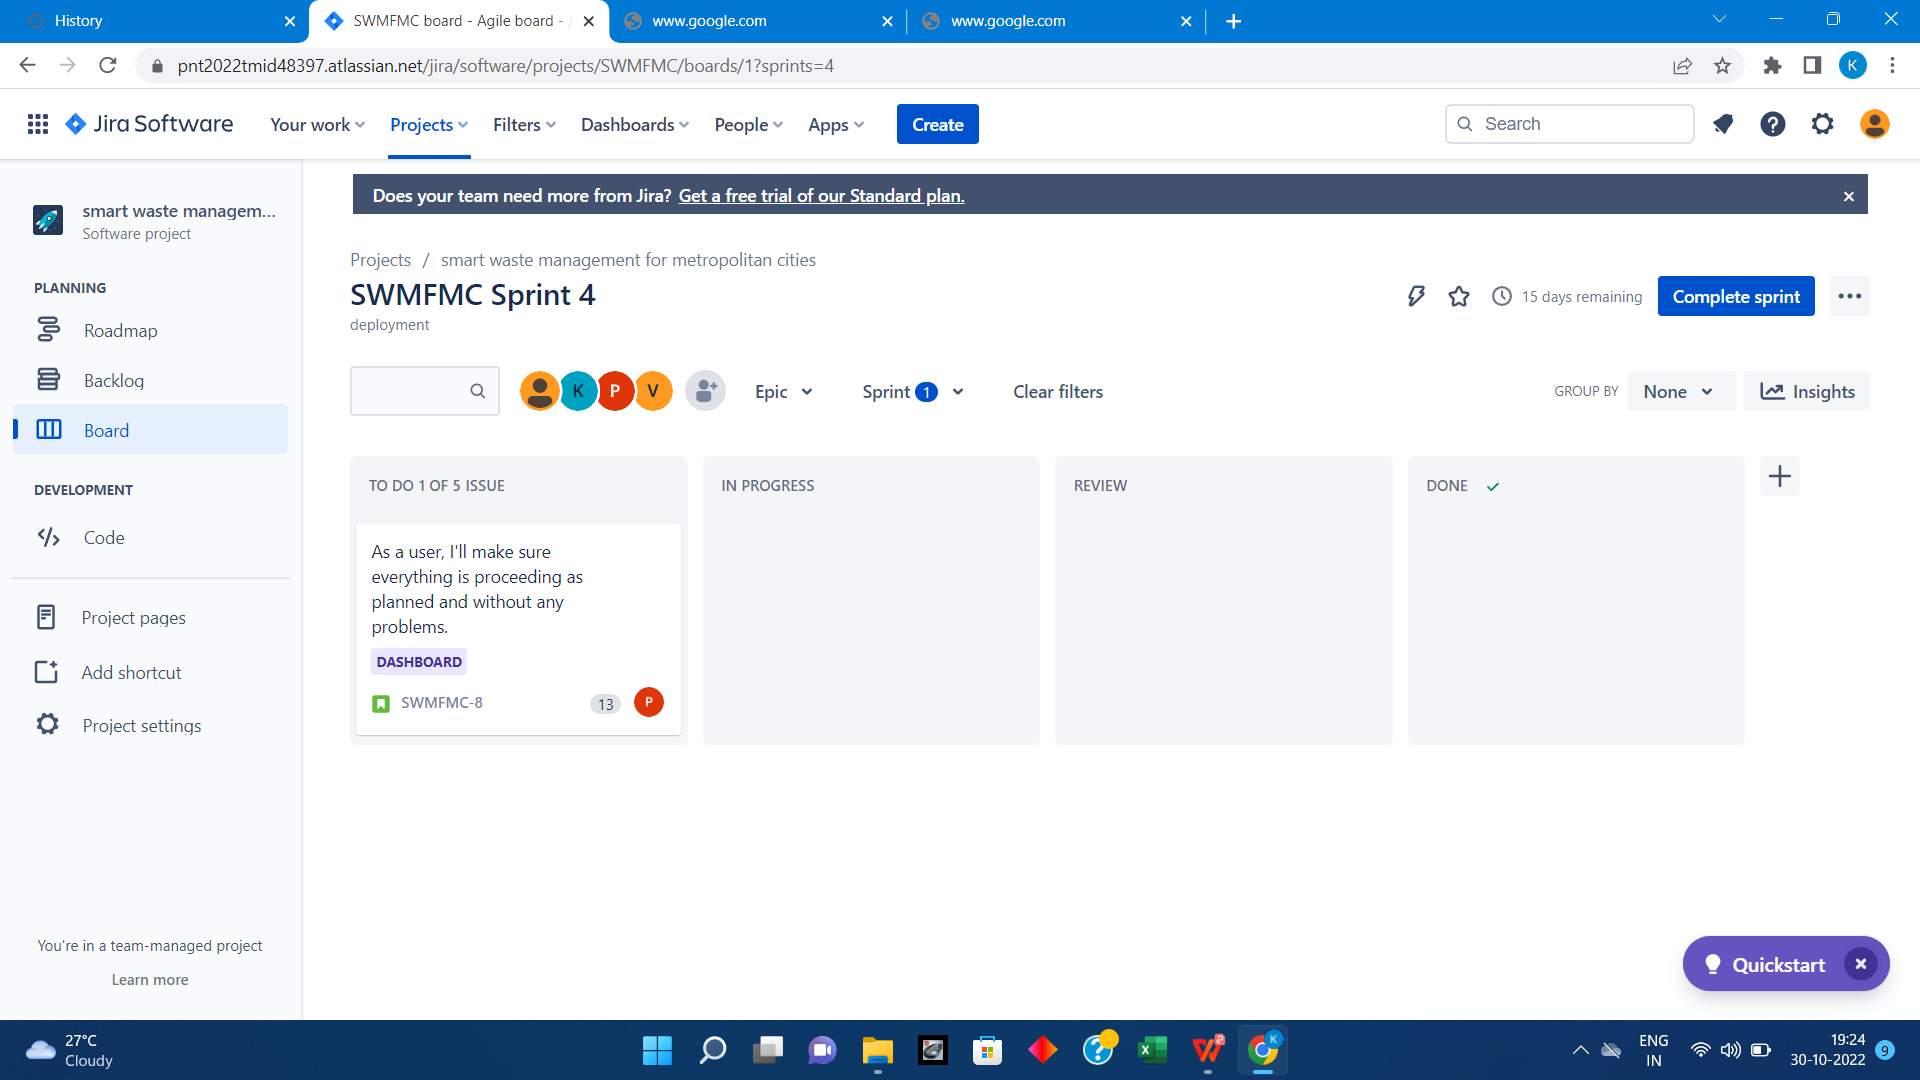 History
SWMFMC board - Agile board - J
www.google.com
www.google.com
pnt2022tmid48397.atlassian.net/jira/software/projects/SWMFMC/boards/1?sprints=4
K
Jira Software
Your work
Projects
Filters
Dashboards
People
Apps
Create
Search
smart waste managem...
Software project
PLANNING
Roadmap
Backlog
Board
DEVELOPMENT
Code
Project pages
Add shortcut
Project settings
You're in a team-managed project
Learn more
Does your team need more from Jira? Get a free trial of our Standard plan.
Projects / smart waste management for metropolitan cities
SWMFMC Sprint 4
deployment
15 days remaining
Complete sprint
K
P
V
Epic
Sprint 1
Clear filters
GROUP BY
None
Insights
TO DO 1 OF 5 ISSUE
IN PROGRESS
REVIEW
DONE
As a user, I'll make sure
everything is proceeding as
planned and without any
problems.
DASHBOARD
SWMFMC-8
13
P
Quickstart
27°C
Cloudy
K
ENG
IN
19:24
30-10-2022
9